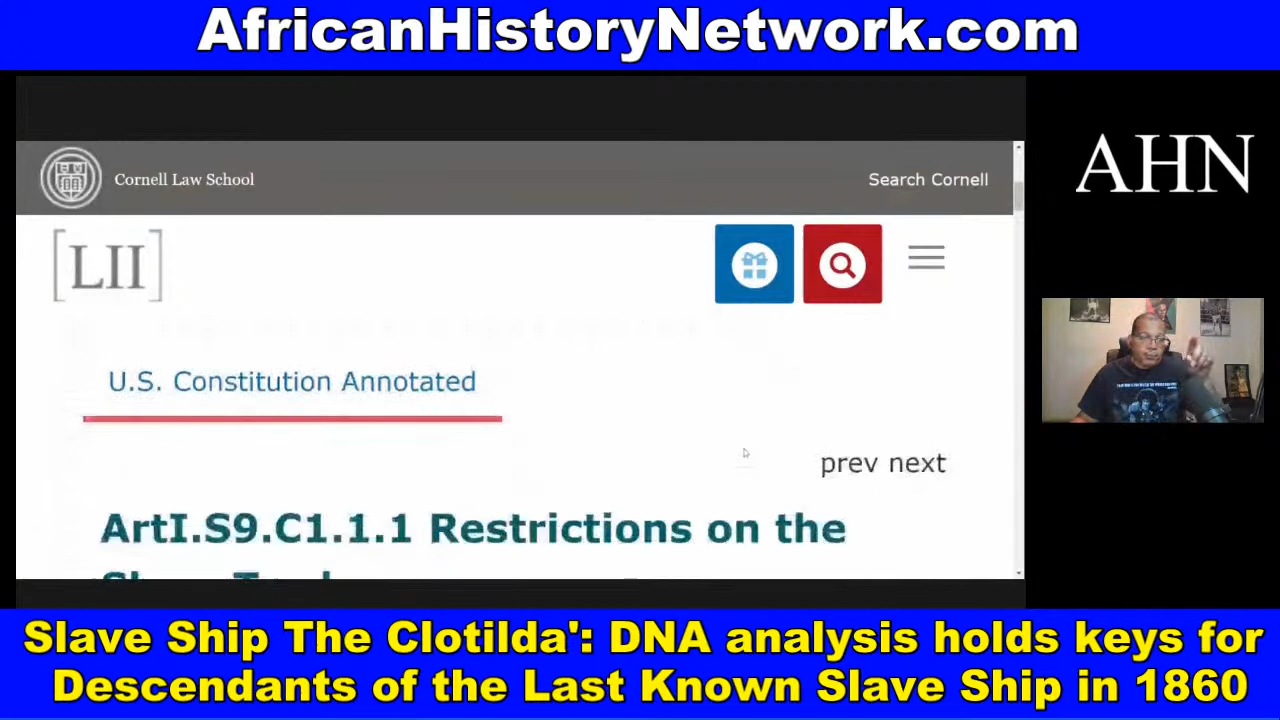 AfricanHistoryNetwork.com
Cornell Law School
Search Cornell
AHN
[LII]
U.S. Constitution Annotated
prev next
ArtI.S9.C1.1.1 Restrictions on the
Slave Ship The Clotilda': DNA analysis holds keys for
Descendants of the Last Known Slave Ship in 1860